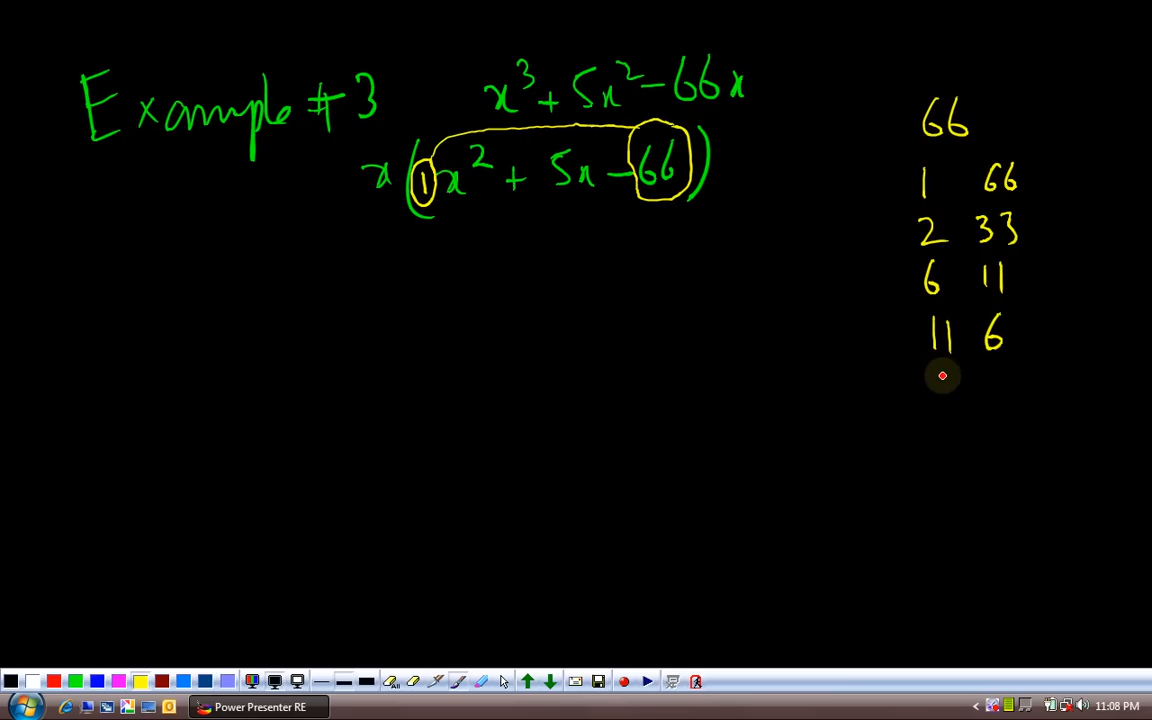 Example #3 x³ + 5x² - 66x
x(1x² + 5x - 66)
66
1 66
2 33
6 11
11 6
Power Presenter RE
11:08 PM